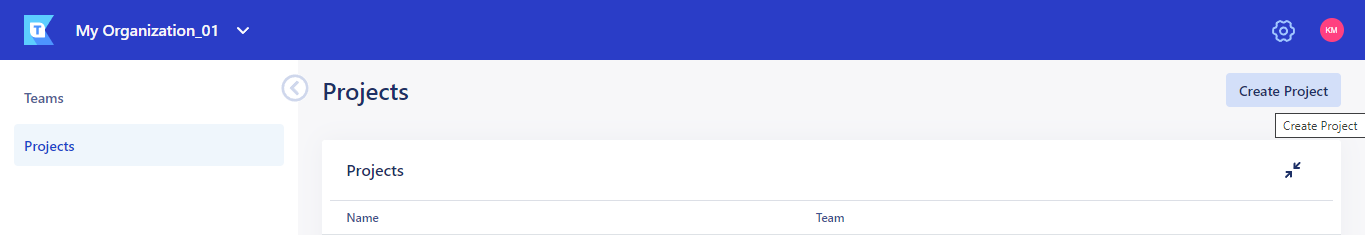 T
My Organization_01
KM
Teams
Projects
Projects
Create Project
Create Project
Projects
Name Team